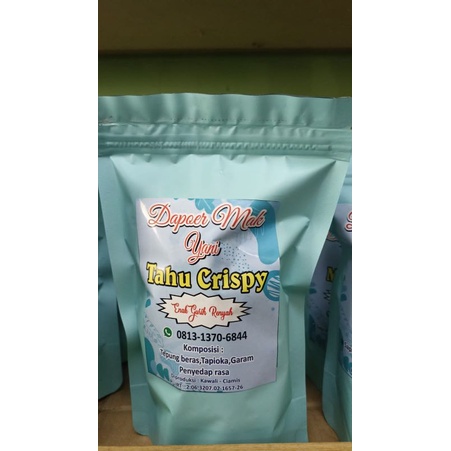 Dapoer Mak
Yani
Tahu Crispy
Enak Gurih Renyah
0813-1370-6844
Komposisi :
Tepung beras,Tapioka,Garam
Penyedap rasa
Diproduksi : Kawali - Ciamis